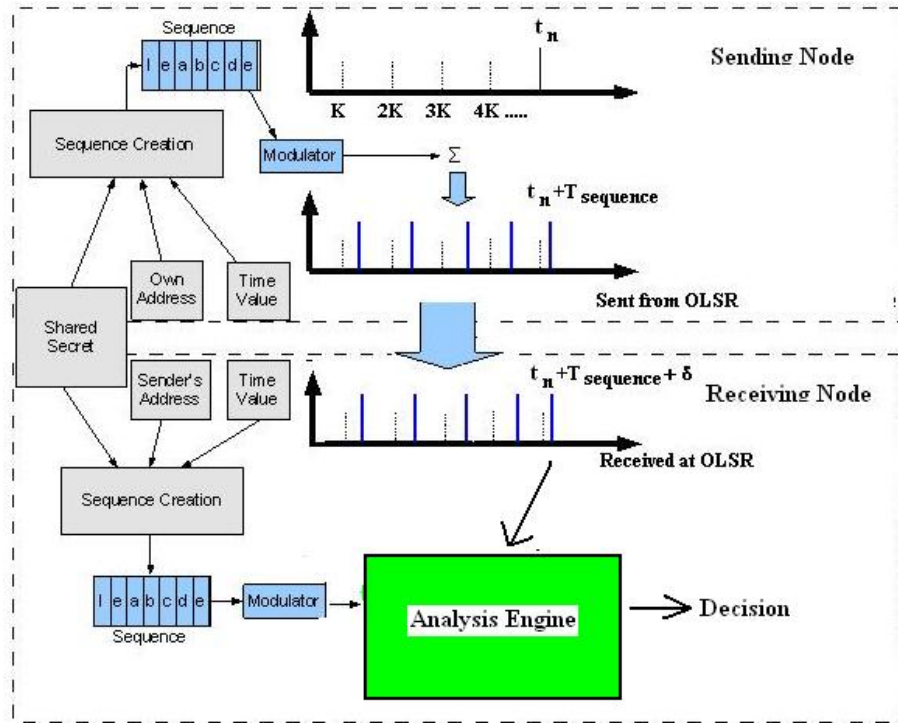 Sequence
l e a b c d e
t n
Sending Node
K 2K 3K 4K .....
Sequence Creation
Modulator
Σ
t n + T sequence
Own Address
Time Value
Sent from OLSR
Shared Secret
Sender's Address
Time Value
t n + T sequence + δ
Receiving Node
Received at OLSR
Sequence Creation
l e a b c d e
Modulator
Sequence
Analysis Engine
Decision